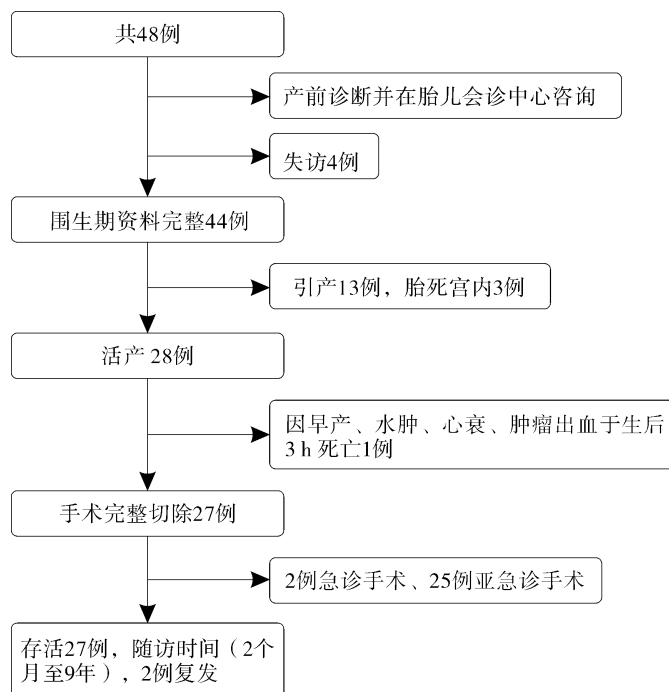 共48例
产前诊断并在胎儿会诊中心咨询
失访4例
围生期资料完整44例
引产13例，胎死宫内3例
活产 28例
因早产、水肿、心衰、肿瘤出血于生后
3 h 死亡1例
手术完整切除27例
2例急诊手术、25例亚急诊手术
存活27例，随访时间（2个
月至9年），2例复发